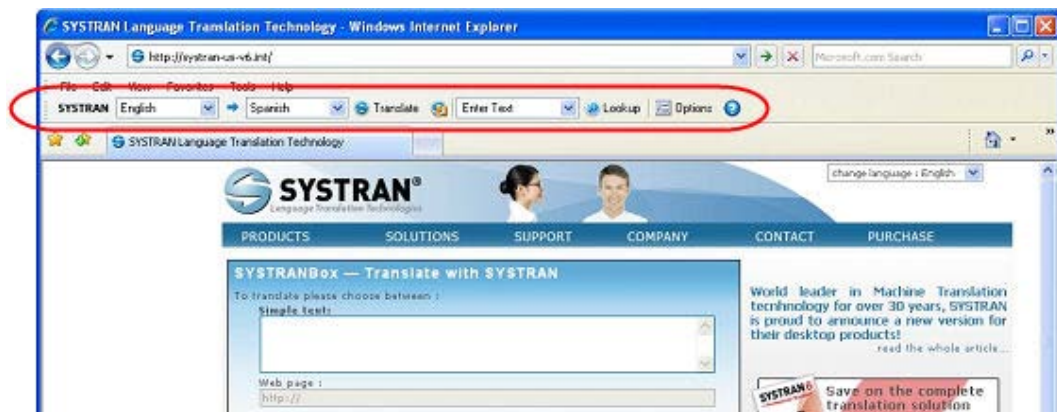 SYSTRAN Language Translation Technology - Windows Internet Explorer
http://systran-us-v6.int/
Microsoft.com Search
File Edit View Favorites Tools Help
SYSTRAN English Spanish Translate Enter Text Lookup Options
SYSTRAN Language Translation Technology
change language : English
SYSTRAN®
Language Translation Technologies
PRODUCTS SOLUTIONS SUPPORT COMPANY CONTACT PURCHASE
SYSTRANBox — Translate with SYSTRAN
To translate please choose between :
Simple text:
Web page :
http://
World leader in Machine Translation
tecnhnology for over 30 years, SYSTRAN
is proud to announce a new version for
their desktop products!
read the whole article...
SYSTRAN6
Save on the complete
translation solution